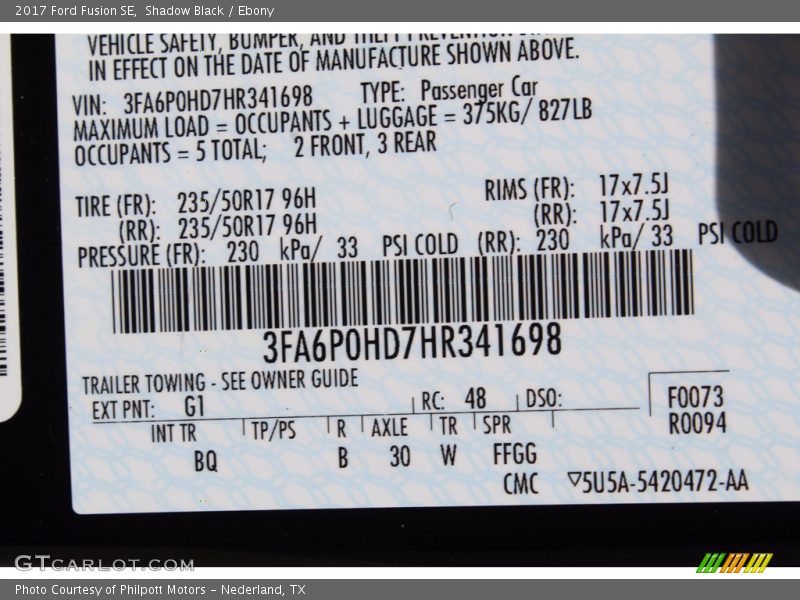 2017 Ford Fusion SE, Shadow Black / Ebony
VEHICLE SAFETY, BUMPER, AND THEFT PREVENTION
IN EFFECT ON THE DATE OF MANUFACTURE SHOWN ABOVE.
VIN: 3FA6P0HD7HR341698 TYPE: Passenger Car
MAXIMUM LOAD = OCCUPANTS + LUGGAGE = 375KG/ 827LB
OCCUPANTS = 5 TOTAL; 2 FRONT, 3 REAR
TIRE (FR): 235/50R17 96H RIMS (FR): 17x7.5J
(RR): 235/50R17 96H (RR): 17x7.5J
PRESSURE (FR): 230 kPa/ 33 PSI COLD (RR): 230 kPa/ 33 PSI COLD
3FA6P0HD7HR341698
TRAILER TOWING - SEE OWNER GUIDE
EXT PNT: G1 RC: 48 DSO: F0073
R0094
INT TR TP/PS R AXLE TR SPR
BQ B 30 W FFGG
CMC ▽5U5A-5420472-AA
GTCARLOT.COM
Photo Courtesy of Philpott Motors - Nederland, TX